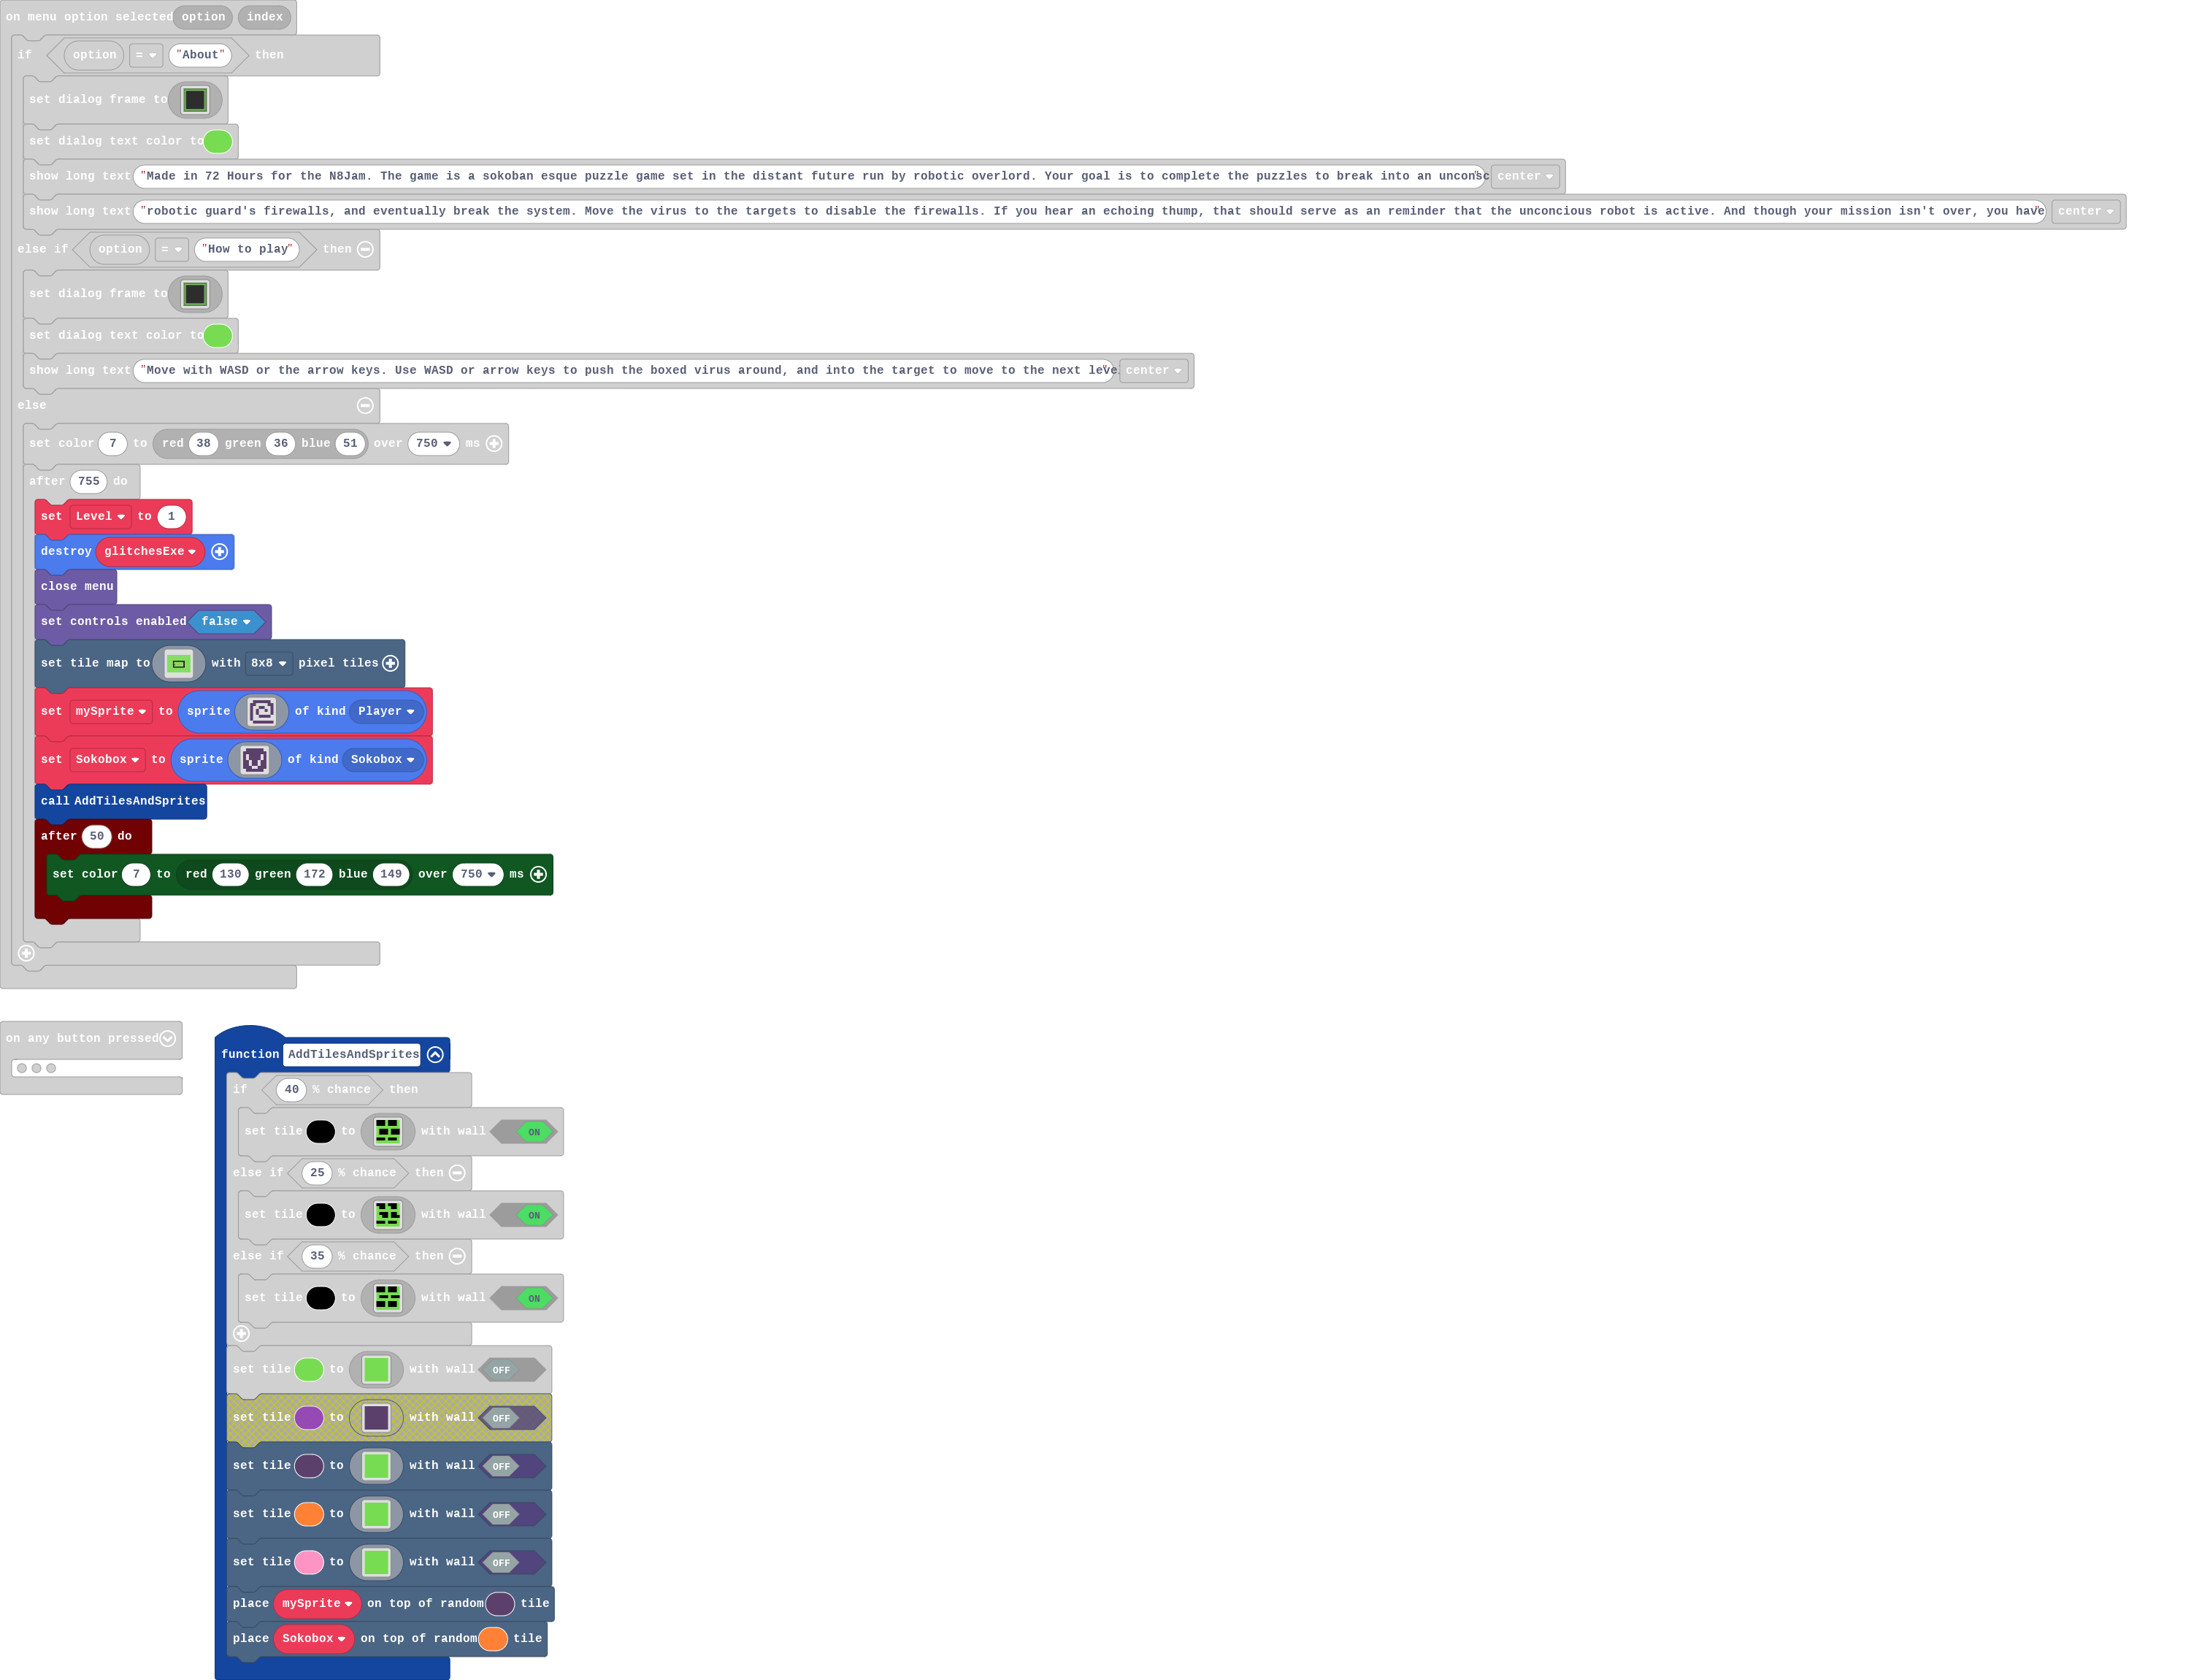 on menu option selected option index
if option = "About" then
set dialog frame to
set dialog text color to
show long text "Made in 72 Hours for the N8Jam. The game is a sokoban esque puzzle game set in the distant future run by robotic overlord. Your goal is to complete the puzzles to break into an uncons" center
show long text "robotic guard's firewalls, and eventually break the system. Move the virus to the targets to disable the firewalls. If you hear an echoing thump, that should serve as an reminder that the unconcious robot is active. And though your mission isn't over, you have" center
else if option = "How to play" then
set dialog frame to
set dialog text color to
show long text "Move with WASD or the arrow keys. Use WASD or arrow keys to push the boxed virus around, and into the target to move to the next leve" center
else
set color 7 to red 38 green 36 blue 51 over 750 ms
after 755 do
set Level to 1
destroy glitchesExe
close menu
set controls enabled false
set tile map to with 8x8 pixel tiles
set mySprite to sprite of kind Player
set Sokobox to sprite of kind Sokobox
call AddTilesAndSprites
after 50 do
set color 7 to red 130 green 172 blue 149 over 750 ms
on any button pressed
function AddTilesAndSprites
if 40 % chance then
set tile to with wall ON
else if 25 % chance then
set tile to with wall ON
else if 35 % chance then
set tile to with wall ON
set tile to with wall OFF
set tile to with wall OFF
set tile to with wall OFF
set tile to with wall OFF
set tile to with wall OFF
place mySprite on top of random tile
place Sokobox on top of random tile